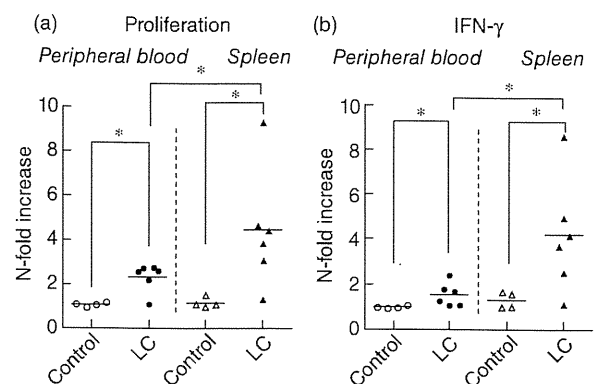 (a) Proliferation
Peripheral blood Spleen
*
*
*
N-fold increase
10
8
6
4
2
0
Control
LC
Control
LC
(b) IFN-γ
Peripheral blood Spleen
*
*
*
N-fold increase
10
8
6
4
2
0
Control
LC
Control
LC